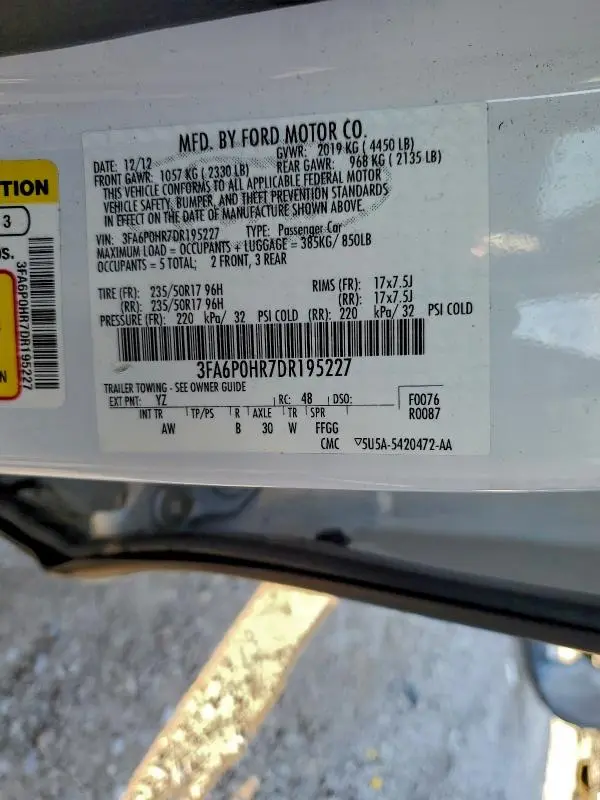 MFD. BY FORD MOTOR CO.
DATE: 12/12 GVWR: 2019 KG ( 4450 LB)
FRONT GAWR: 1057 KG ( 2330 LB) REAR GAWR: 968 KG ( 2135 LB)
THIS VEHICLE CONFORMS TO ALL APPLICABLE FEDERAL MOTOR
VEHICLE SAFETY, BUMPER, AND THEFT PREVENTION STANDARDS
IN EFFECT ON THE DATE OF MANUFACTURE SHOWN ABOVE.
VIN: 3FA6P0HR7DR195227 TYPE: Passenger Car
MAXIMUM LOAD = OCCUPANTS + LUGGAGE = 385KG/ 850LB
OCCUPANTS = 5 TOTAL; 2 FRONT, 3 REAR
TIRE (FR): 235/50R17 96H RIMS (FR): 17x7.5J
(RR): 235/50R17 96H (RR): 17x7.5J
PRESSURE (FR): 220 kPa/ 32 PSI COLD (RR): 220 kPa/ 32 PSI COLD
3FA6P0HR7DR195227
TRAILER TOWING - SEE OWNER GUIDE
EXT PNT: YZ RC: 48 DSO: F0076
INT TR TP/PS R AXLE TR SPR R0087
AW B 30 W FFGG
CMC ▽5U5A-5420472-AA
TION
3
S.
3FA6P0HR7DR195227
N